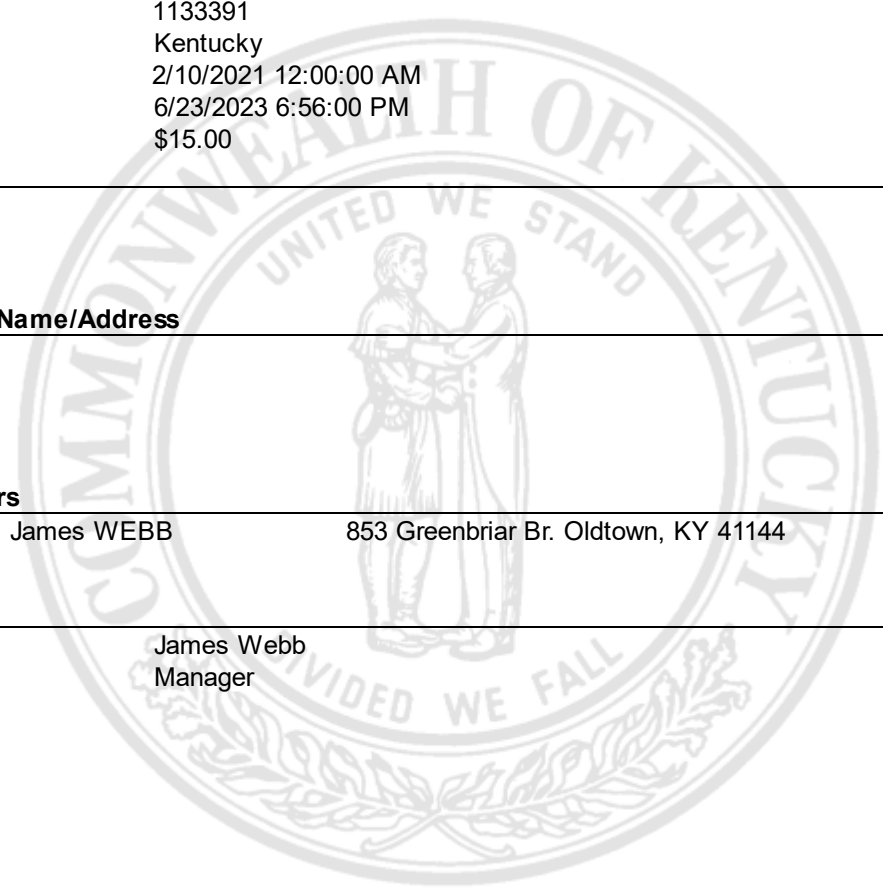 1133391
Kentucky
2/10/2021 12:00:00 AM
6/23/2023 6:56:00 PM
$15.00
COMMONWEALTH OF KENTUCKY
UNITED WE STAND
Name/Address
rs
James WEBB 853 Greenbriar Br. Oldtown, KY 41144
James Webb
Manager
DIVIDED WE FALL